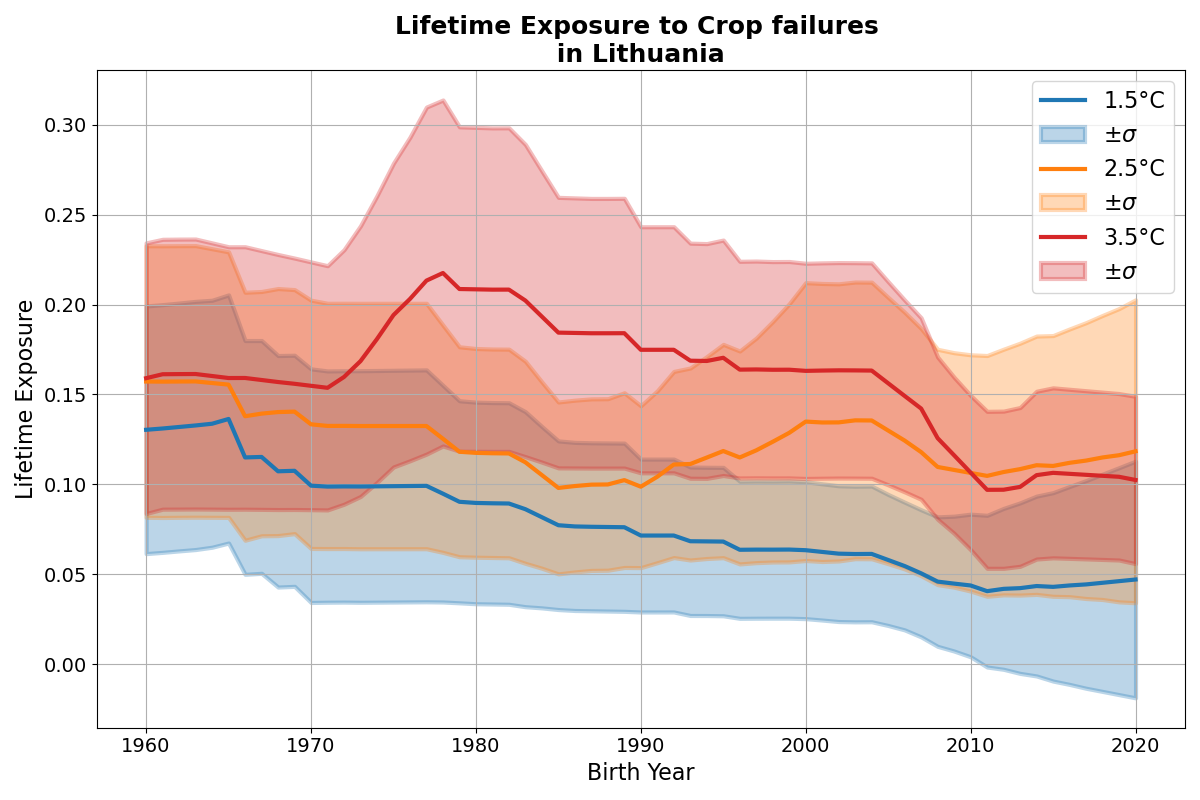 Lifetime Exposure to Crop failures
in Lithuania
1.5°C
±σ
2.5°C
±σ
3.5°C
±σ
Lifetime Exposure
0.30
0.25
0.20
0.15
0.10
0.05
0.00
1960 1970 1980 1990 2000 2010 2020
Birth Year